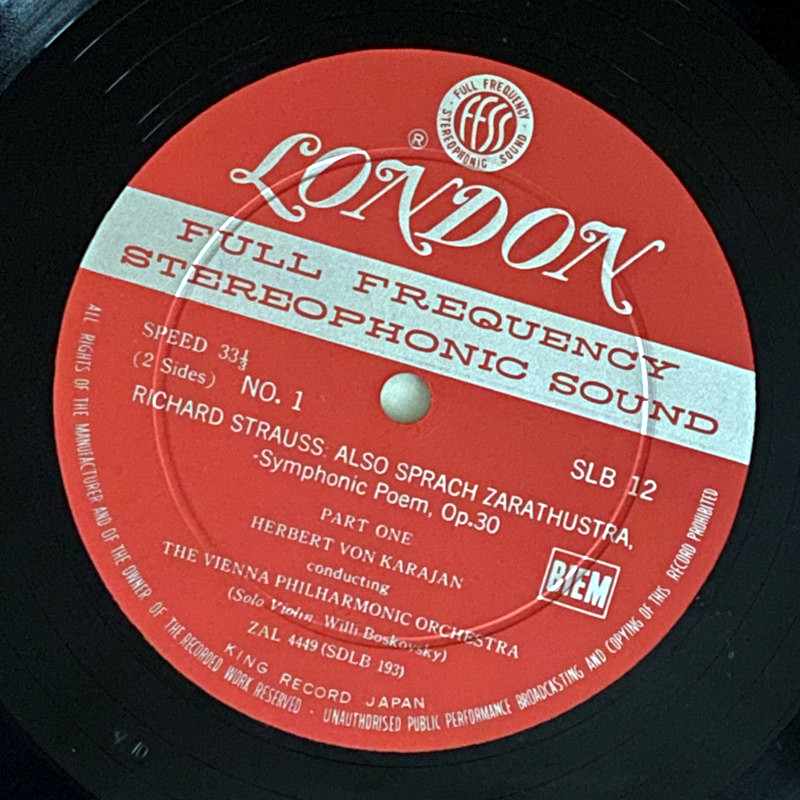 FULL FREQUENCY
FFSS
STEREOPHONIC SOUND
®
LONDON
FULL FREQUENCY
STEREOPHONIC SOUND
SPEED 33⅓
(2 Sides)
NO. 1
SLB 12
RICHARD STRAUSS: ALSO SPRACH ZARATHUSTRA,
-Symphonic Poem, Op.30
PART ONE
HERBERT VON KARAJAN
conducting
THE VIENNA PHILHARMONIC ORCHESTRA
(Solo Violin: Willi Boskovsky)
ZAL 4449 (SDLB 193)
BIEM
KING RECORD JAPAN
ALL RIGHTS OF THE MANUFACTURER AND OF THE OWNER OF THE RECORDED WORK RESERVED - UNAUTHORISED PUBLIC PERFORMANCE BROADCASTING AND COPYING OF THIS RECORD PROHIBITED